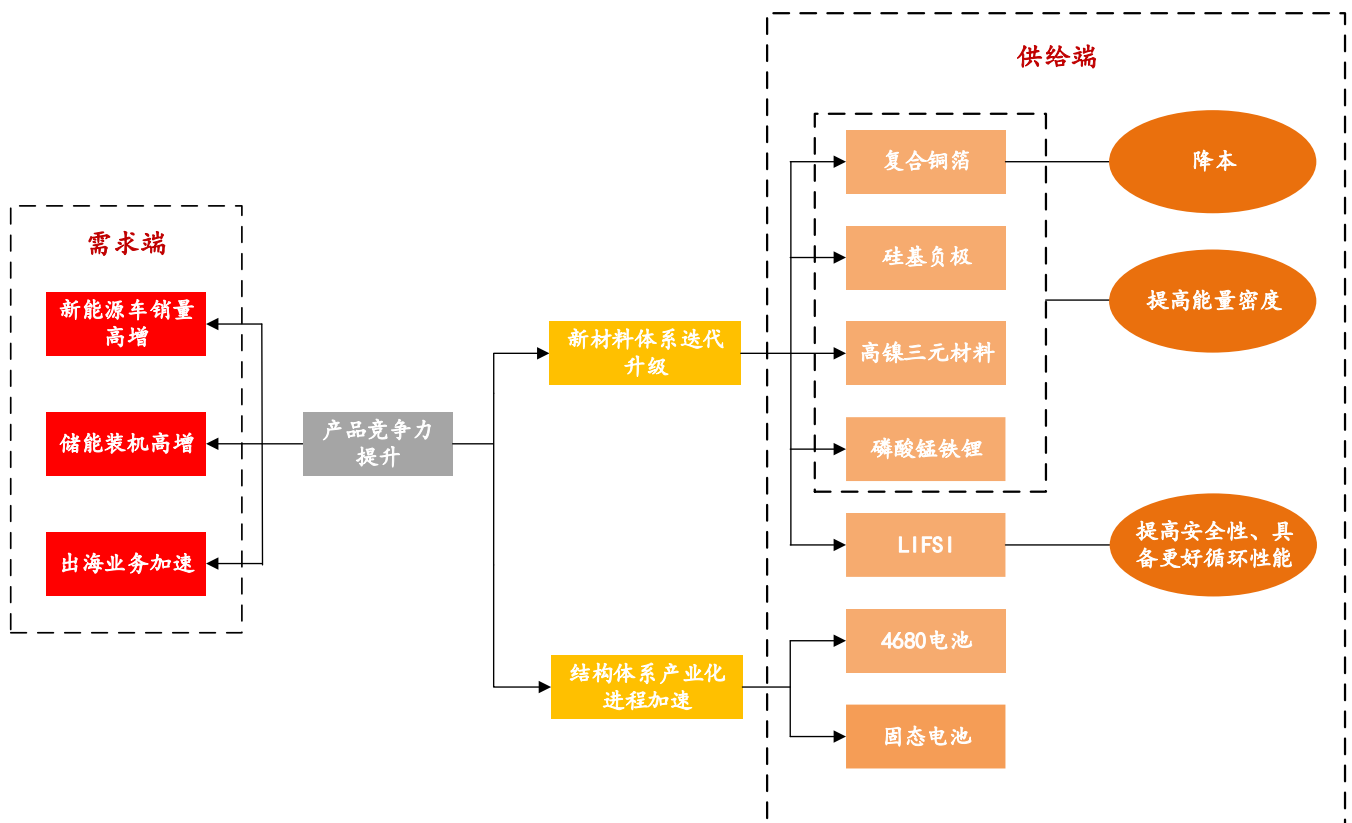 供给端
复合铜箔
降本
需求端
硅基负极
提高能量密度
新能源车销量
高增
新材料体系迭代
升级
高镍三元材料
产品竞争力
提升
储能装机高增
磷酸锰铁锂
出海业务加速
LIFSI
提高安全性、具
备更好循环性能
4680电池
结构体系产业化
进程加速
固态电池